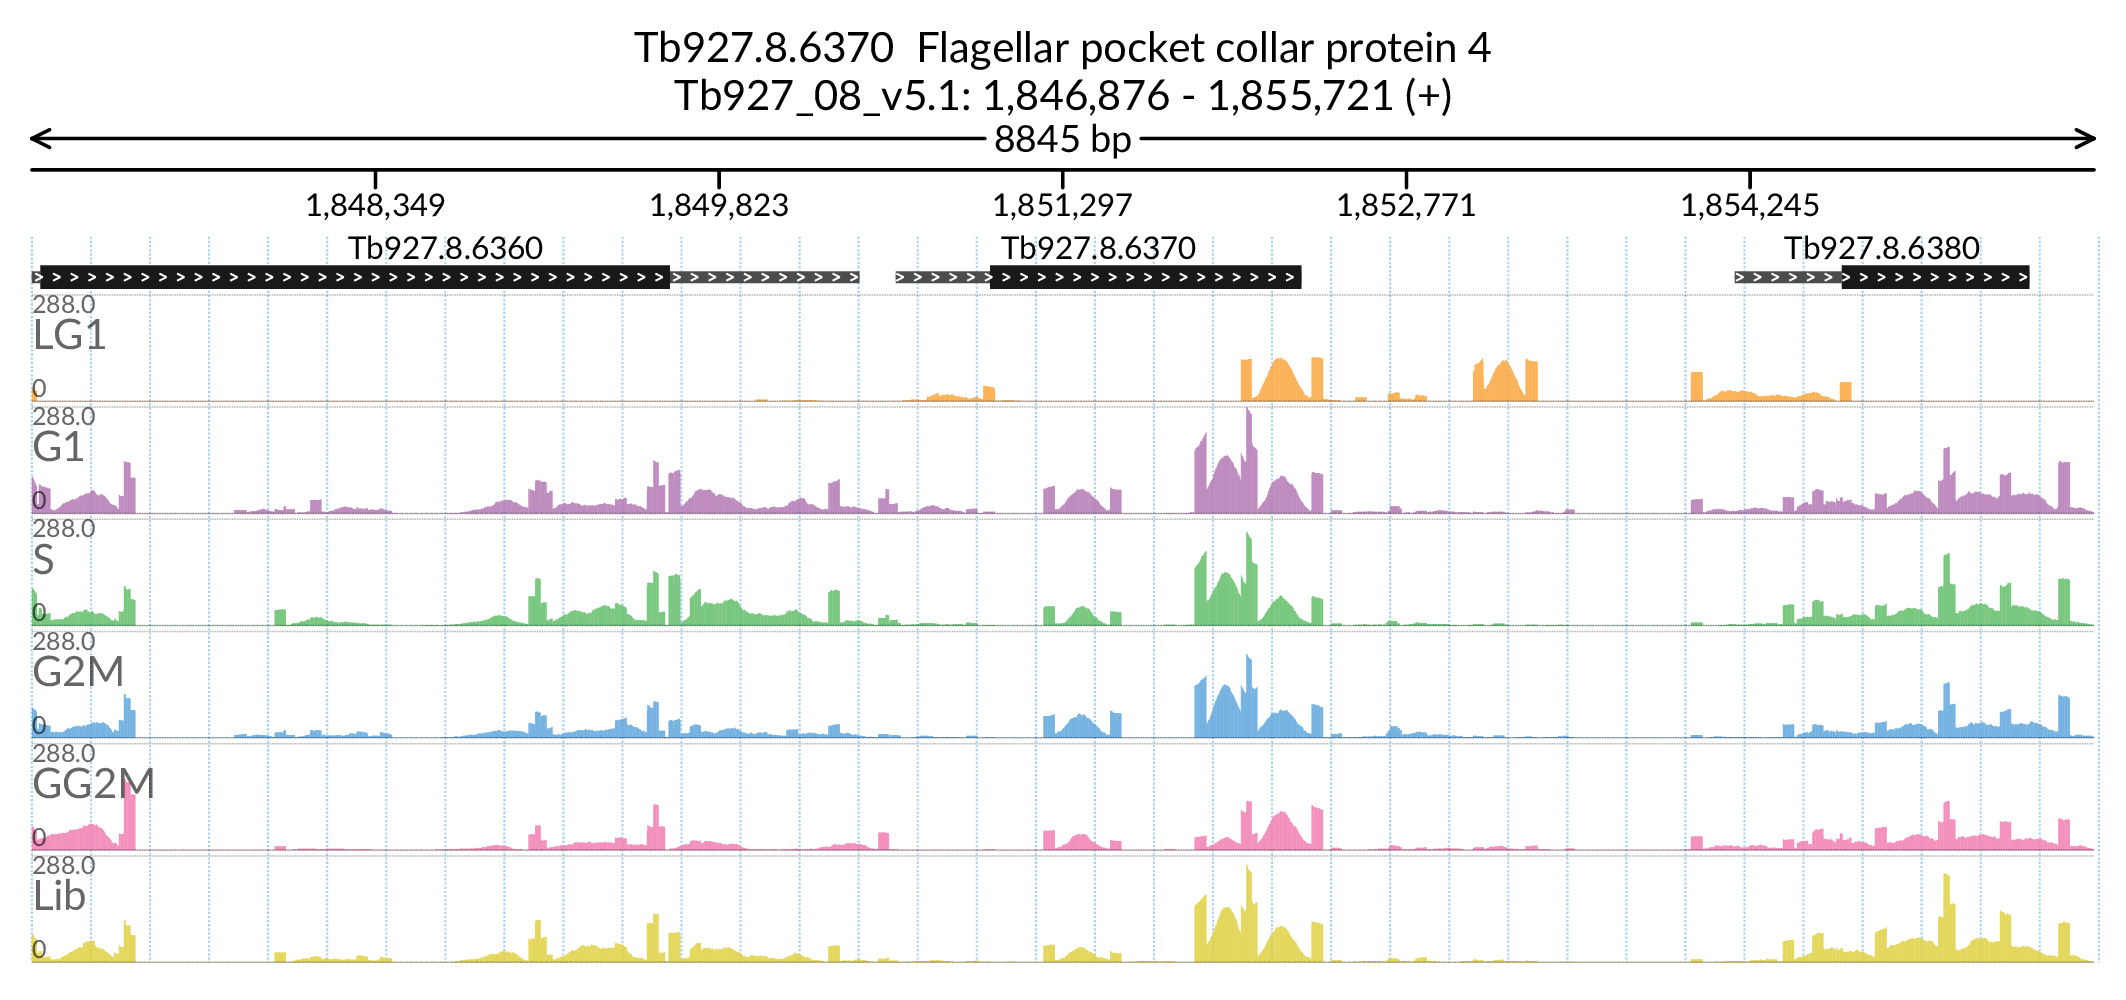 Tb927.8.6370 Flagellar pocket collar protein 4
Tb927_08_v5.1: 1,846,876 - 1,855,721 (+)
8845 bp
1,848,349 1,849,823 1,851,297 1,852,771 1,854,245
Tb927.8.6360 Tb927.8.6370 Tb927.8.6380
288.0
LG1
0
288.0
G1
0
288.0
S
0
288.0
G2M
0
288.0
GG2M
0
288.0
Lib
0